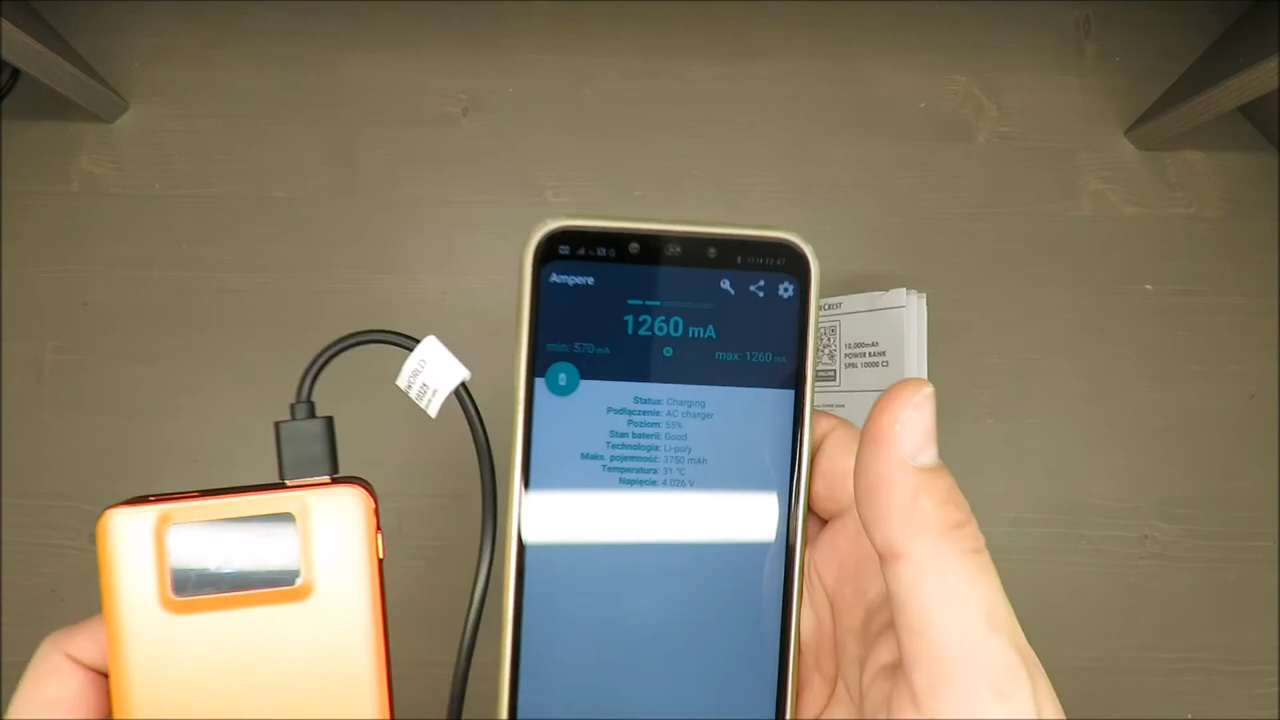 Ampere
1260 mA
min: 570 mA
max: 1260 mA
Status: Charging
Podłączenie: AC charger
Poziom: 55%
Stan baterii: Good
Technologia: Li-poly
Maks. pojemność: 3750 mAh
Temperatura: 31 °C
Napięcie: 4.026 V
WORLD
CREST
10,000mAh
POWER BANK
SPBL 10000 C3